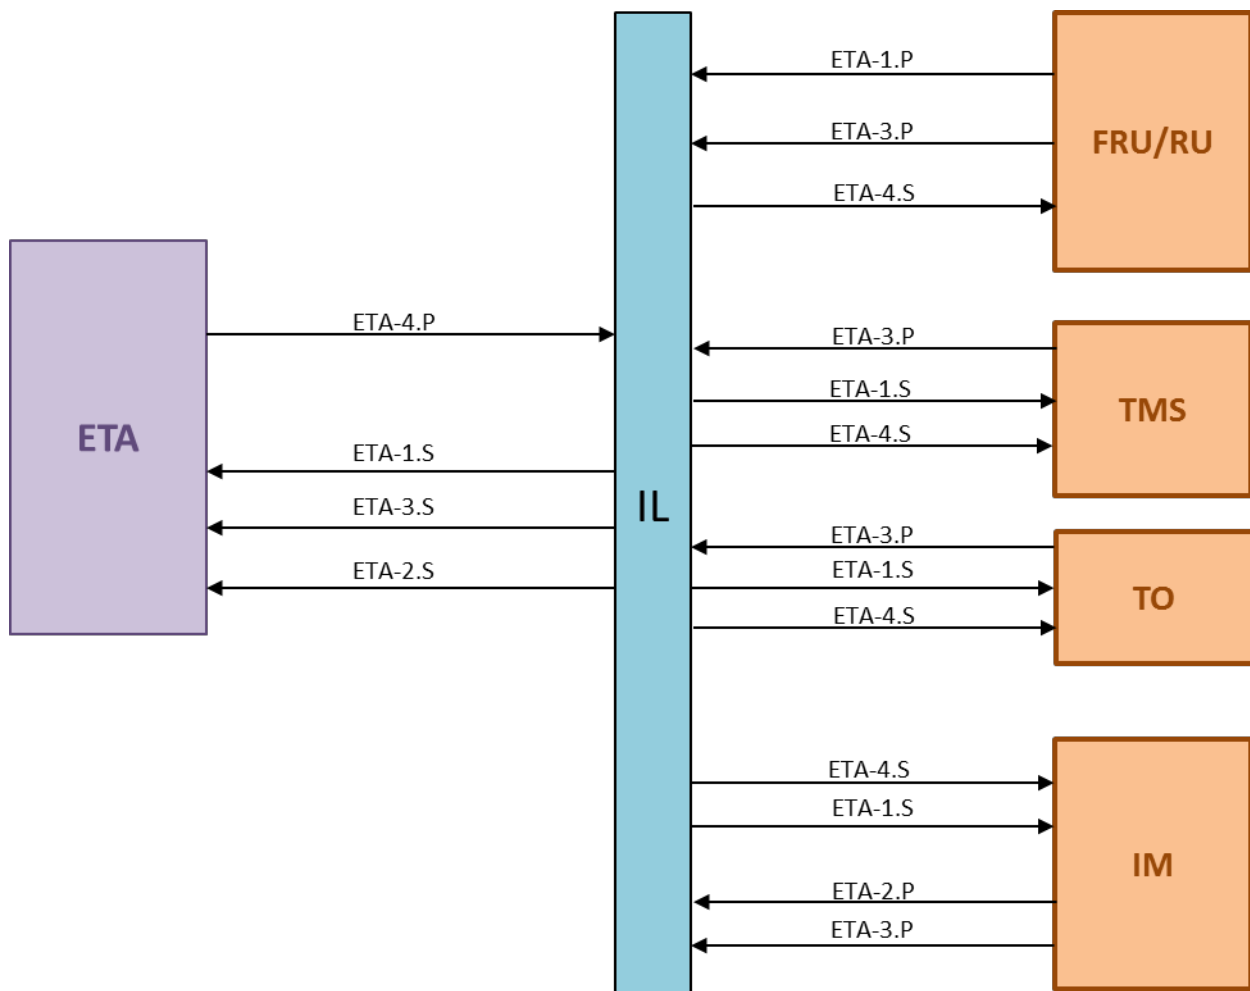 ETA
ETA-4.P
ETA-1.S
ETA-3.S
ETA-2.S
IL
ETA-1.P
ETA-3.P
ETA-4.S
FRU/RU
ETA-3.P
ETA-1.S
ETA-4.S
TMS
ETA-3.P
ETA-1.S
ETA-4.S
TO
ETA-4.S
ETA-1.S
ETA-2.P
ETA-3.P
IM